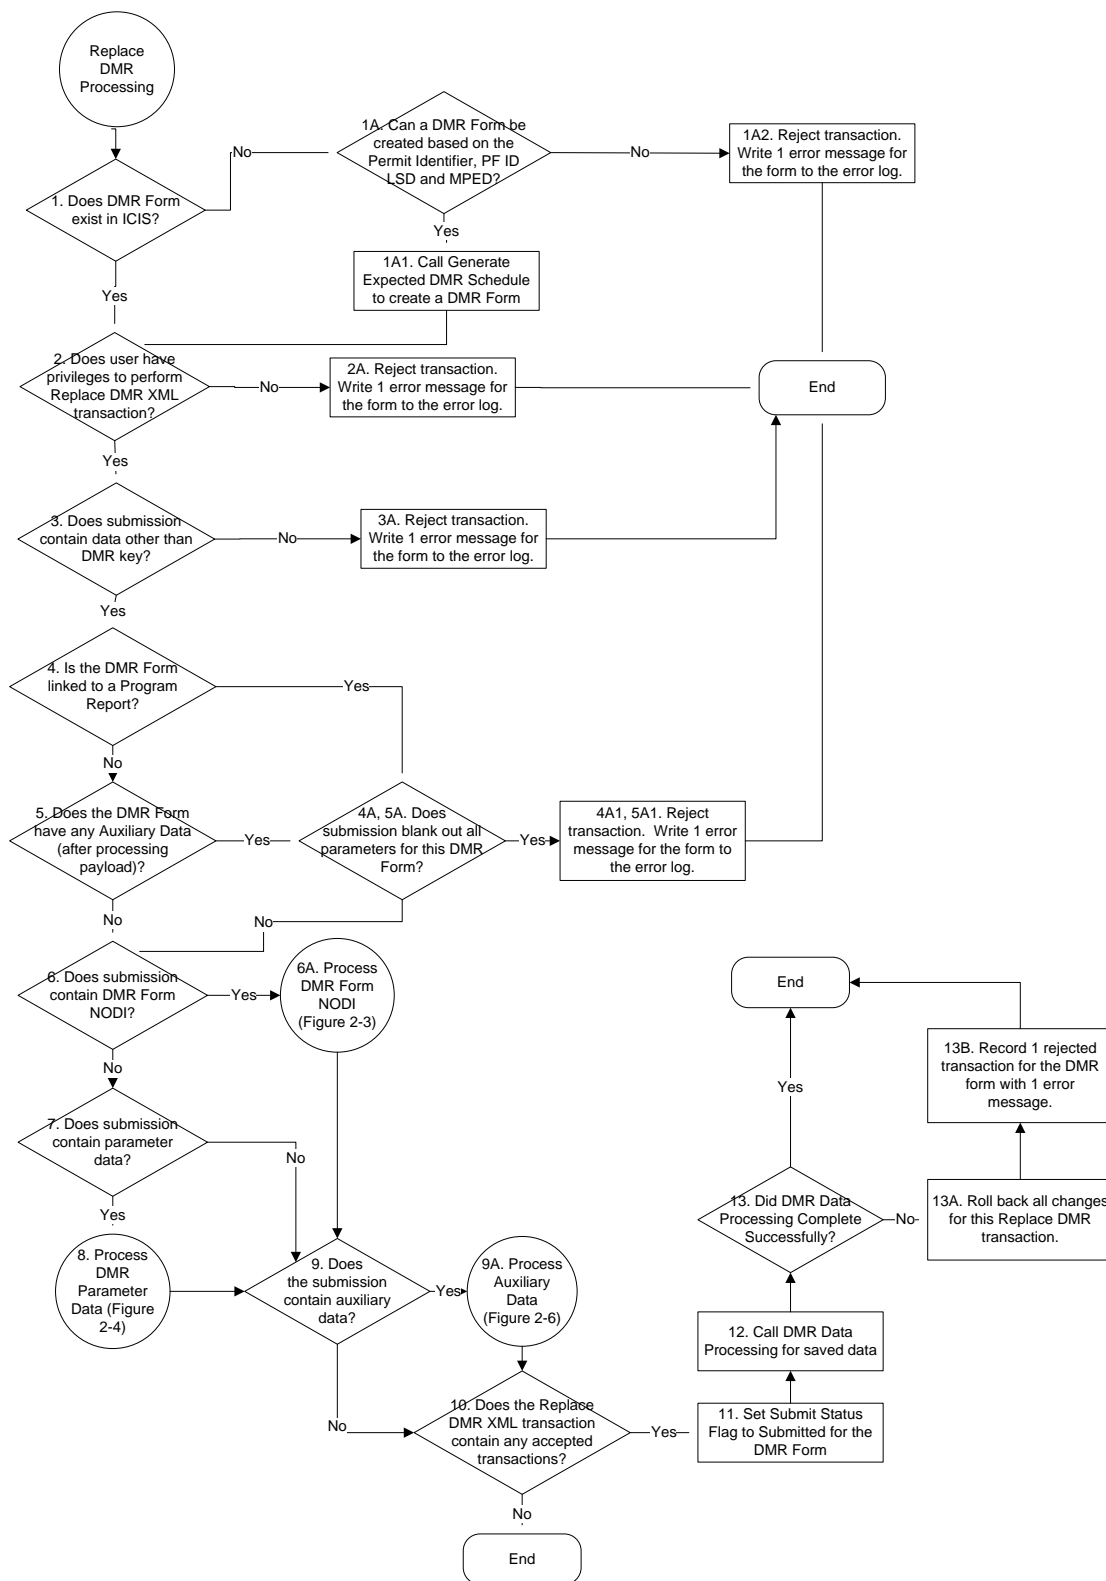 Replace
DMR
Processing
1. Does DMR Form
exist in ICIS?
No
1A. Can a DMR Form be
created based on the
Permit Identifier, PF ID
LSD and MPED?
No
1A2. Reject transaction.
Write 1 error message for
the form to the error log.
Yes
1A1. Call Generate
Expected DMR Schedule
to create a DMR Form
Yes
2. Does user have
privileges to perform
Replace DMR XML
transaction?
No
2A. Reject transaction.
Write 1 error message for
the form to the error log.
End
Yes
3. Does submission
contain data other than
DMR key?
No
3A. Reject transaction.
Write 1 error message for
the form to the error log.
Yes
4. Is the DMR Form
linked to a Program
Report?
Yes
No
5. Does the DMR Form
have any Auxiliary Data
(after processing
payload)?
Yes
4A, 5A. Does
submission blank out all
parameters for this DMR
Form?
Yes
4A1, 5A1. Reject
transaction. Write 1 error
message for the form to
the error log.
No
No
6. Does submission
contain DMR Form
NODI?
Yes
6A. Process
DMR Form
NODI
(Figure 2-3)
No
7. Does submission
contain parameter
data?
No
Yes
8. Process
DMR
Parameter
Data (Figure
2-4)
9. Does
the submission
contain auxiliary
data?
Yes
9A. Process
Auxiliary
Data
(Figure 2-6)
No
10. Does the Replace
DMR XML transaction
contain any accepted
transactions?
Yes
No
End
11. Set Submit Status
Flag to Submitted for the
DMR Form
12. Call DMR Data
Processing for saved data
13. Did DMR Data
Processing Complete
Successfully?
No
13A. Roll back all changes
for this Replace DMR
transaction.
13B. Record 1 rejected
transaction for the DMR
form with 1 error
message.
Yes
End